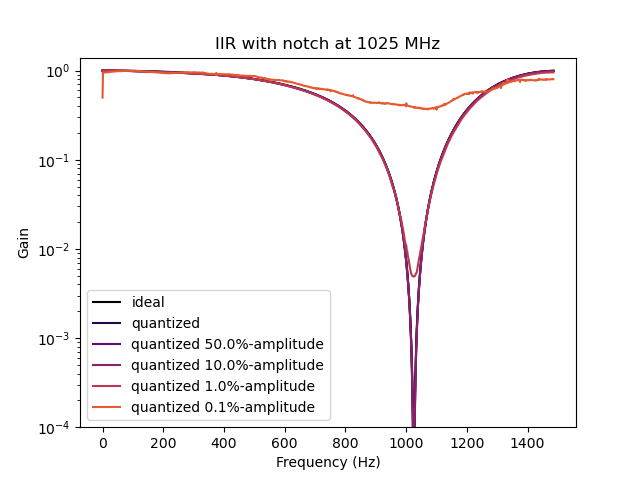 IIR with notch at 1025 MHz
10^0
10^-1
10^-2
10^-3
10^-4
Gain
ideal
quantized
quantized 50.0%-amplitude
quantized 10.0%-amplitude
quantized 1.0%-amplitude
quantized 0.1%-amplitude
0 200 400 600 800 1000 1200 1400
Frequency (Hz)